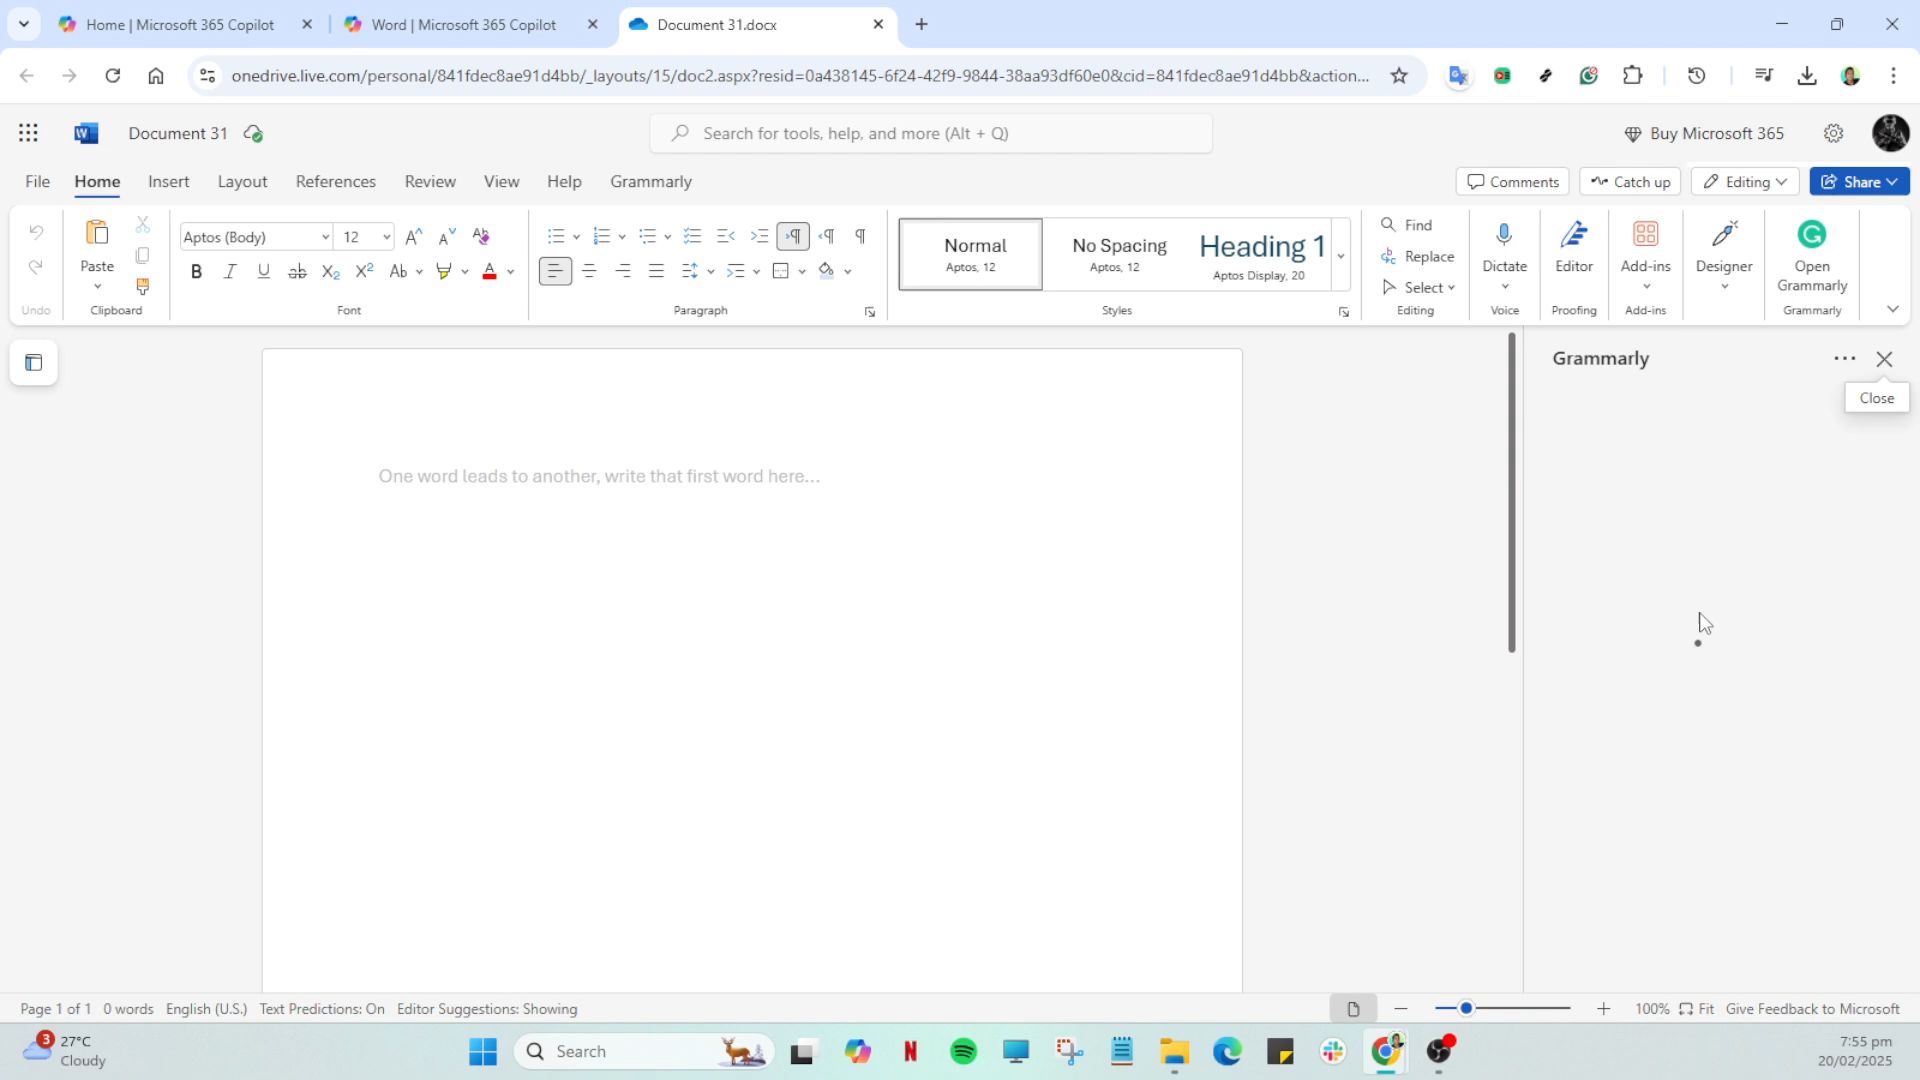 Home | Microsoft 365 Copilot
Word | Microsoft 365 Copilot
Document 31.docx
onedrive.live.com/personal/841fdec8ae91d4bb/_layouts/15/doc2.aspx?resid=0a438145-6f24-42f9-9844-38aa93df60e0&cid=841fdec8ae91d4bb&action...
Document 31
Search for tools, help, and more (Alt + Q)
Buy Microsoft 365
File Home Insert Layout References Review View Help Grammarly
Comments Catch up Editing Share
Aptos (Body) 12
Paste
Normal
Aptos, 12
No Spacing
Aptos, 12
Heading 1
Aptos Display, 20
Find
Replace
Select
Dictate
Editor
Add-ins
Designer
Open
Grammarly
Undo Clipboard Font Paragraph Styles Editing Voice Proofing Add-ins Grammarly
Grammarly
Close
One word leads to another, write that first word here...
Page 1 of 1 0 words English (U.S.) Text Predictions: On Editor Suggestions: Showing
100% Fit Give Feedback to Microsoft
3
27°C
Cloudy
Search
7:55 pm
20/02/2025